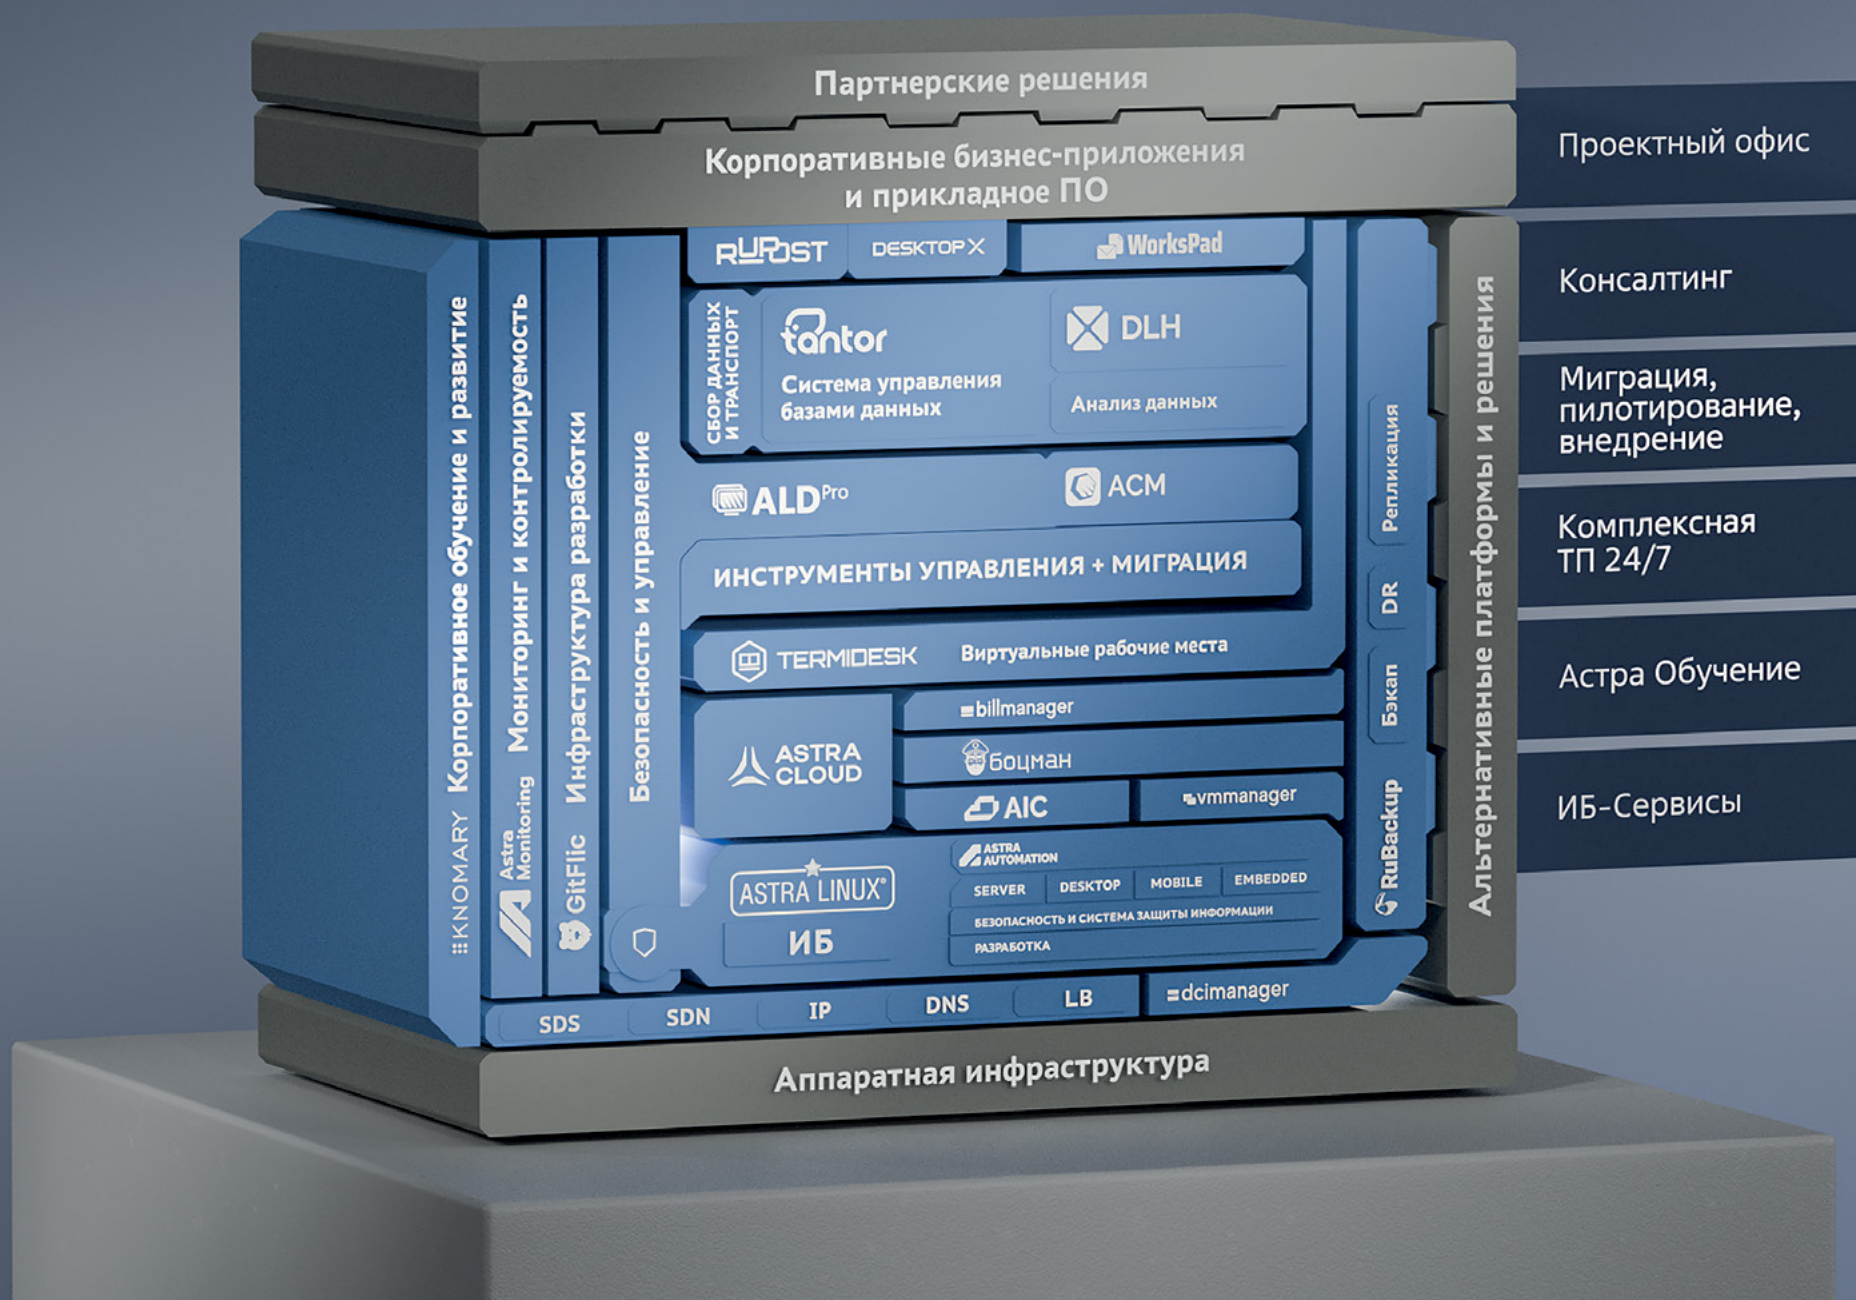 Партнерские решения
Корпоративные бизнес-приложения
и прикладное ПО
KNOMARY Корпоративное обучение и развитие
Astra
Monitoring
Мониторинг и контролируемость
GitFlic Инфраструктура разработки
Безопасность и управление
RUPOST
DESKTOP X
WorksPad
СБОР ДАННЫХ
И ТРАНСПОРТ
tantor
Система управления
базами данных
DLH
Анализ данных
ALD Pro
ACM
ИНСТРУМЕНТЫ УПРАВЛЕНИЯ + МИГРАЦИЯ
TERMIDESK
Виртуальные рабочие места
ASTRA
CLOUD
billmanager
боцман
AIC
vmmanager
ASTRA LINUX®
ИБ
ASTRA
AUTOMATION
SERVER
DESKTOP
MOBILE
EMBEDDED
БЕЗОПАСНОСТЬ И СИСТЕМА ЗАЩИТЫ ИНФОРМАЦИИ
РАЗРАБОТКА
SDS
SDN
IP
DNS
LB
dcimanager
RuBackup
Бэкап
DR
Репликация
Альтернативные платформы и решения
Аппаратная инфраструктура
Проектный офис
Консалтинг
Миграция,
пилотирование,
внедрение
Комплексная
ТП 24/7
Астра Обучение
ИБ-Сервисы